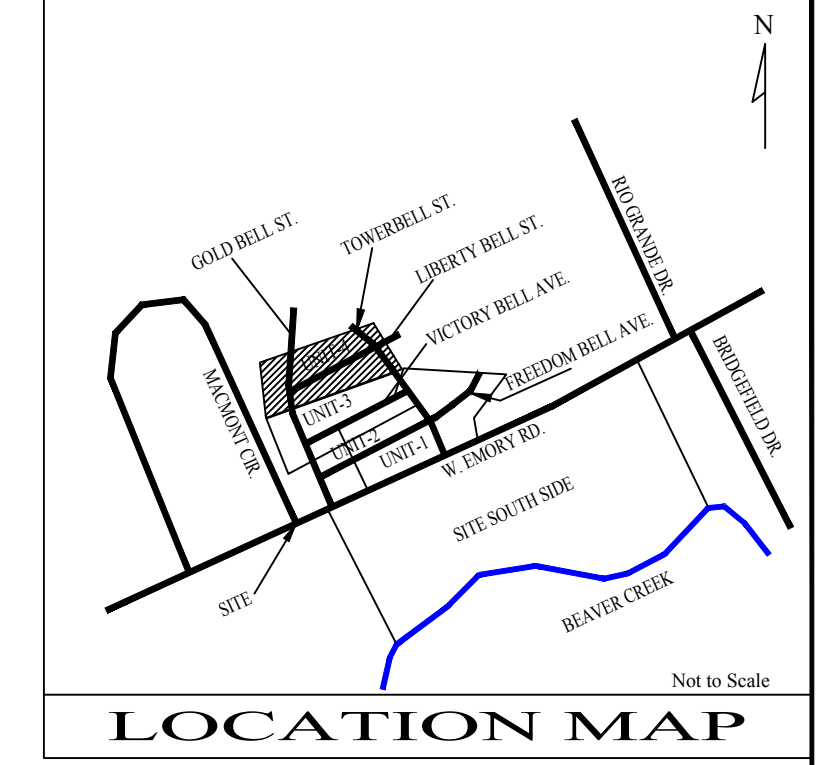 N
RIO GRANDE DR.
GOLD BELL ST.
TOWERBELL ST.
LIBERTY BELL ST.
VICTORY BELL AVE.
FREEDOM BELL AVE.
BRIDGEFIELD DR.
MACMONT CIR.
UNIT-4
UNIT-3
UNIT-2
UNIT-1
W. EMORY RD.
SITE SOUTH SIDE
SITE
BEAVER CREEK
Not to Scale
LOCATION MAP